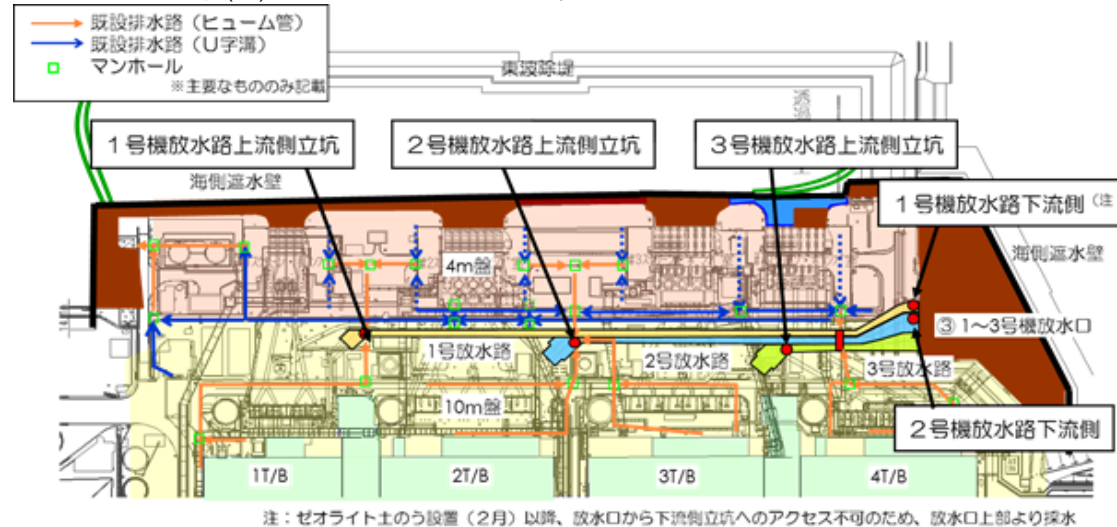 既設排水路（ヒューム管）
既設排水路（U字溝）
マンホール
※主要なもののみ記載
東波除堤
1号機放水路上流側立坑
2号機放水路上流側立坑
3号機放水路上流側立坑
海側遮水壁
1号機放水路下流側（注
海側遮水壁
4m盤
③ 1～3号機放水口
1号放水路
2号放水路
3号放水路
10m盤
2号機放水路下流側
1T/B
2T/B
3T/B
4T/B
注：ゼオライト土のう設置（2月）以降、放水口から下流側立坑へのアクセス不可のため、放水口上部より採水